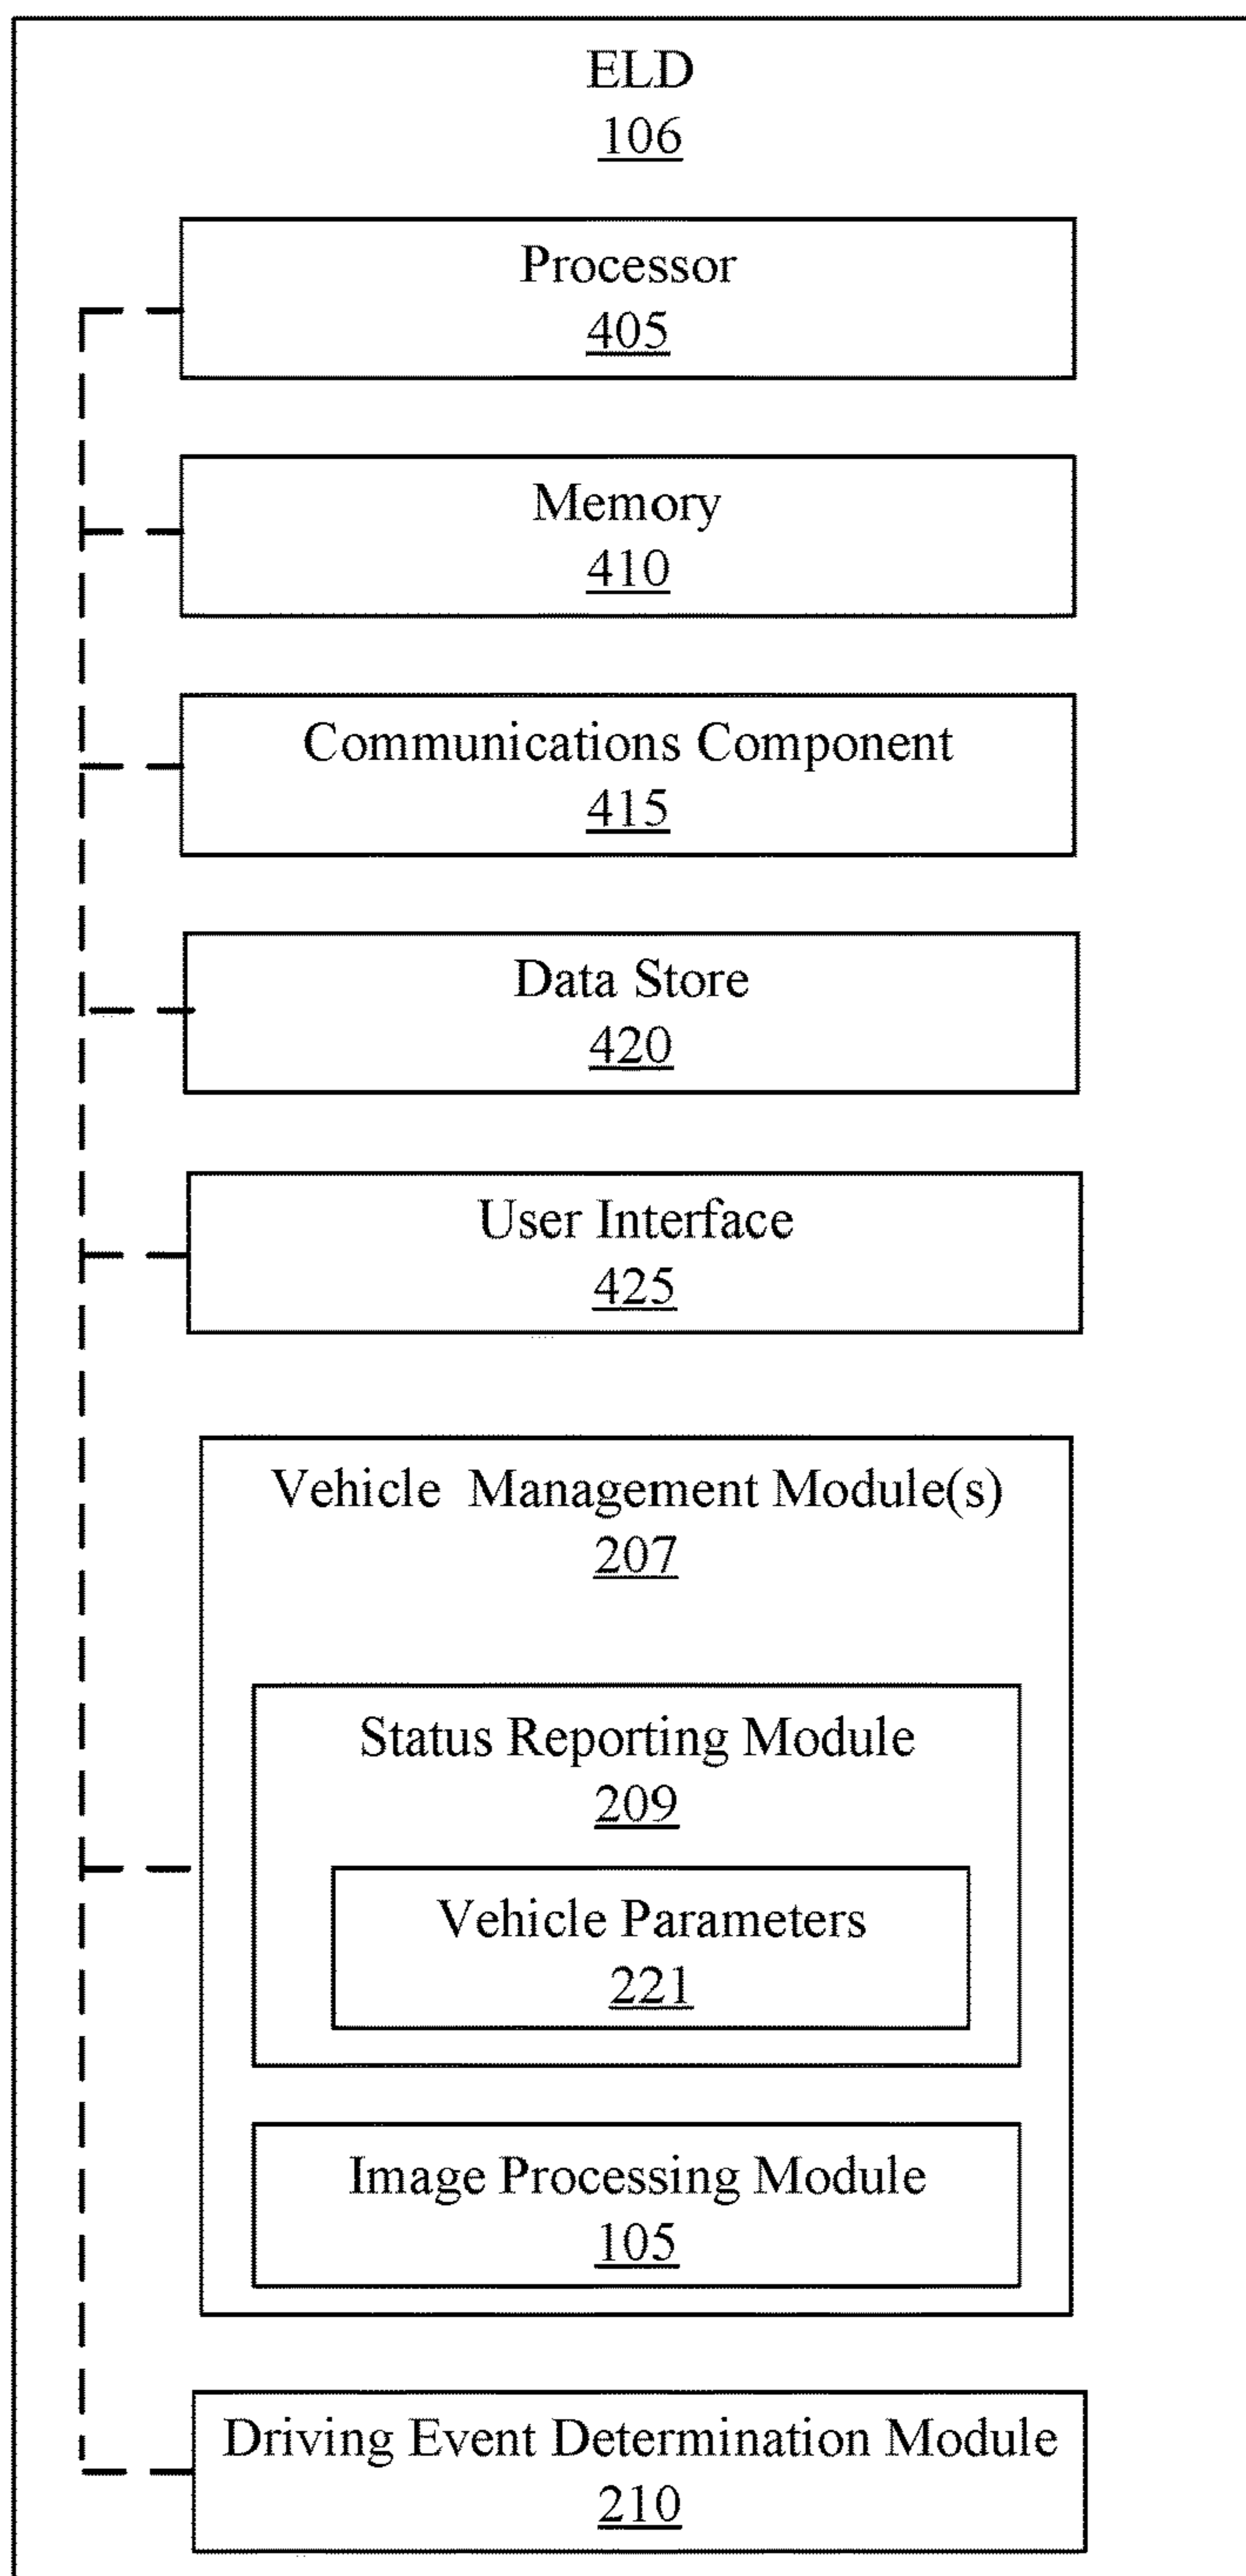 ELD
106
Processor
405
Memory
410
Communications Component
415
Data Store
420
User Interface
425
Vehicle Management Module(s)
207
Status Reporting Module
209
Vehicle Parameters
221
Image Processing Module
105
Driving Event Determination Module
210